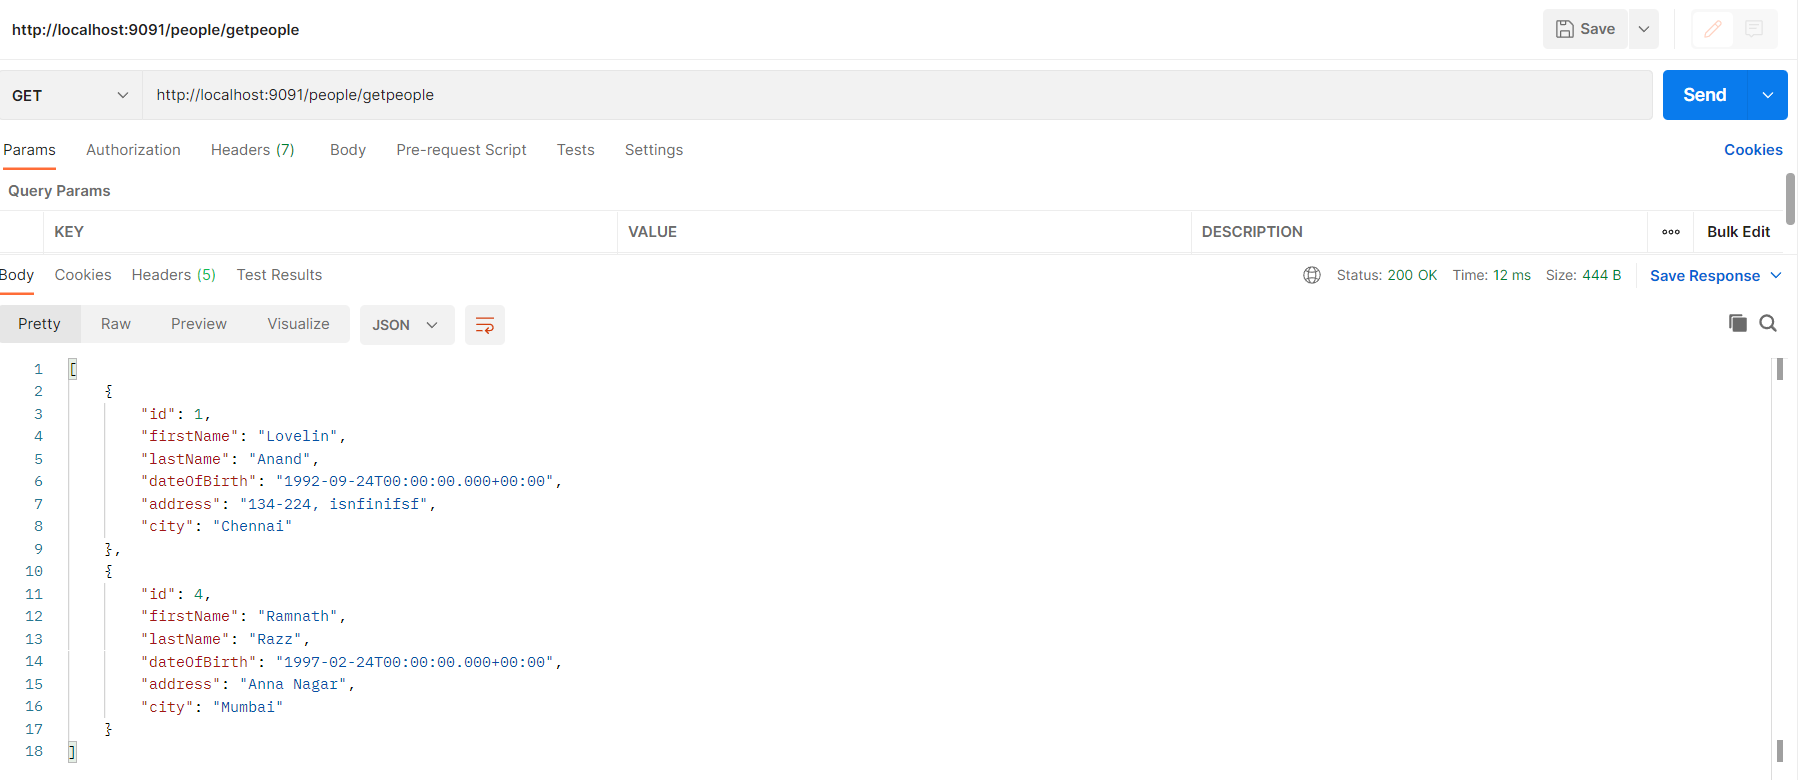 http://localhost:9091/people/getpeople
Save
GET http://localhost:9091/people/getpeople Send
Params Authorization Headers (7) Body Pre-request Script Tests Settings Cookies
Query Params
KEY VALUE DESCRIPTION ooo Bulk Edit
Body Cookies Headers (5) Test Results Status: 200 OK Time: 12 ms Size: 444 B Save Response
Pretty Raw Preview Visualize JSON
1 [
2 {
3 "id": 1,
4 "firstName": "Lovelin",
5 "lastName": "Anand",
6 "dateOfBirth": "1992-09-24T00:00:00.000+00:00",
7 "address": "134-224, isnfinifsf",
8 "city": "Chennai"
9 },
10 {
11 "id": 4,
12 "firstName": "Ramnath",
13 "lastName": "Razz",
14 "dateOfBirth": "1997-02-24T00:00:00.000+00:00",
15 "address": "Anna Nagar",
16 "city": "Mumbai"
17 }
18 ]